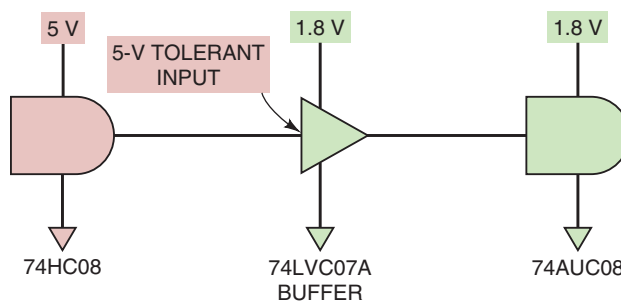 5 V
1.8 V
1.8 V
5-V TOLERANT
INPUT
74HC08
74LVC07A
BUFFER
74AUC08